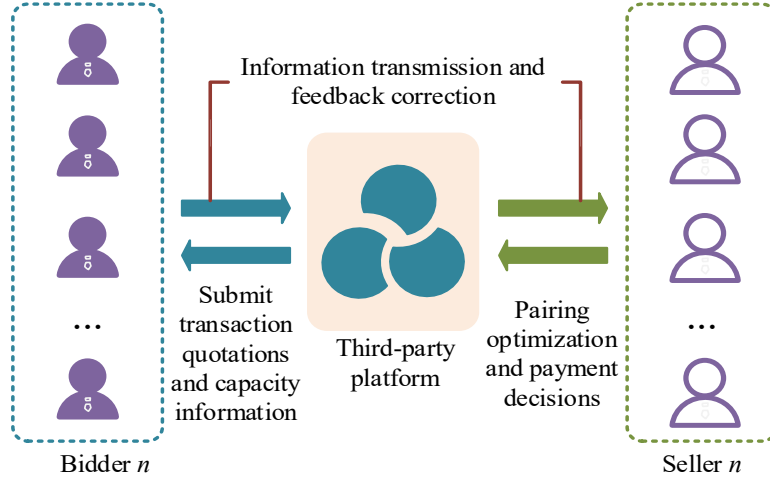 Information transmission and
feedback correction
Submit
transaction
quotations
and capacity
information
Third-party
platform
Pairing
optimization
and payment
decisions
...
...
Bidder n
Seller n